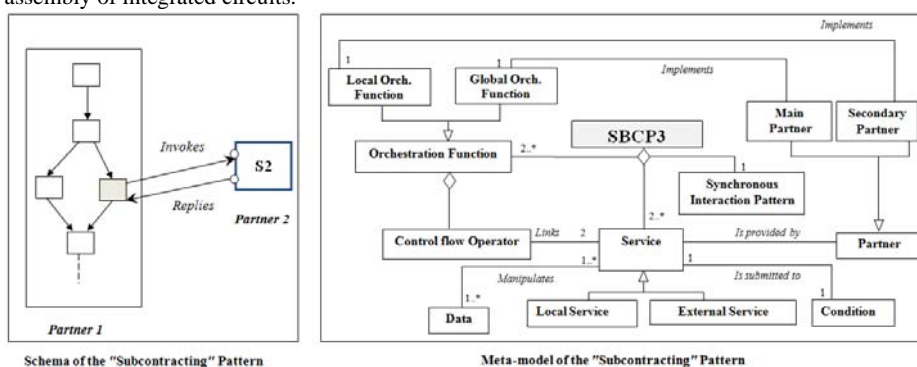 assembly of integrated circuits.
Invokes
S2
Replies
Partner 2
Partner 1
Schema of the "Subcontracting" Pattern
Implements
1
1
Local Orch.
Function
Global Orch.
Function
Implements
Main
Partner
Secondary
Partner
SBCP3
Orchestration Function
2..*
1
Synchronous
Interaction Pattern
2..*
Control flow Operator
Links
2
Service
Is provided by
Partner
1..*
1
Manipulates
Is submitted to
1..*
1
Data
Local Service
External Service
Condition
Meta-model of the "Subcontracting" Pattern